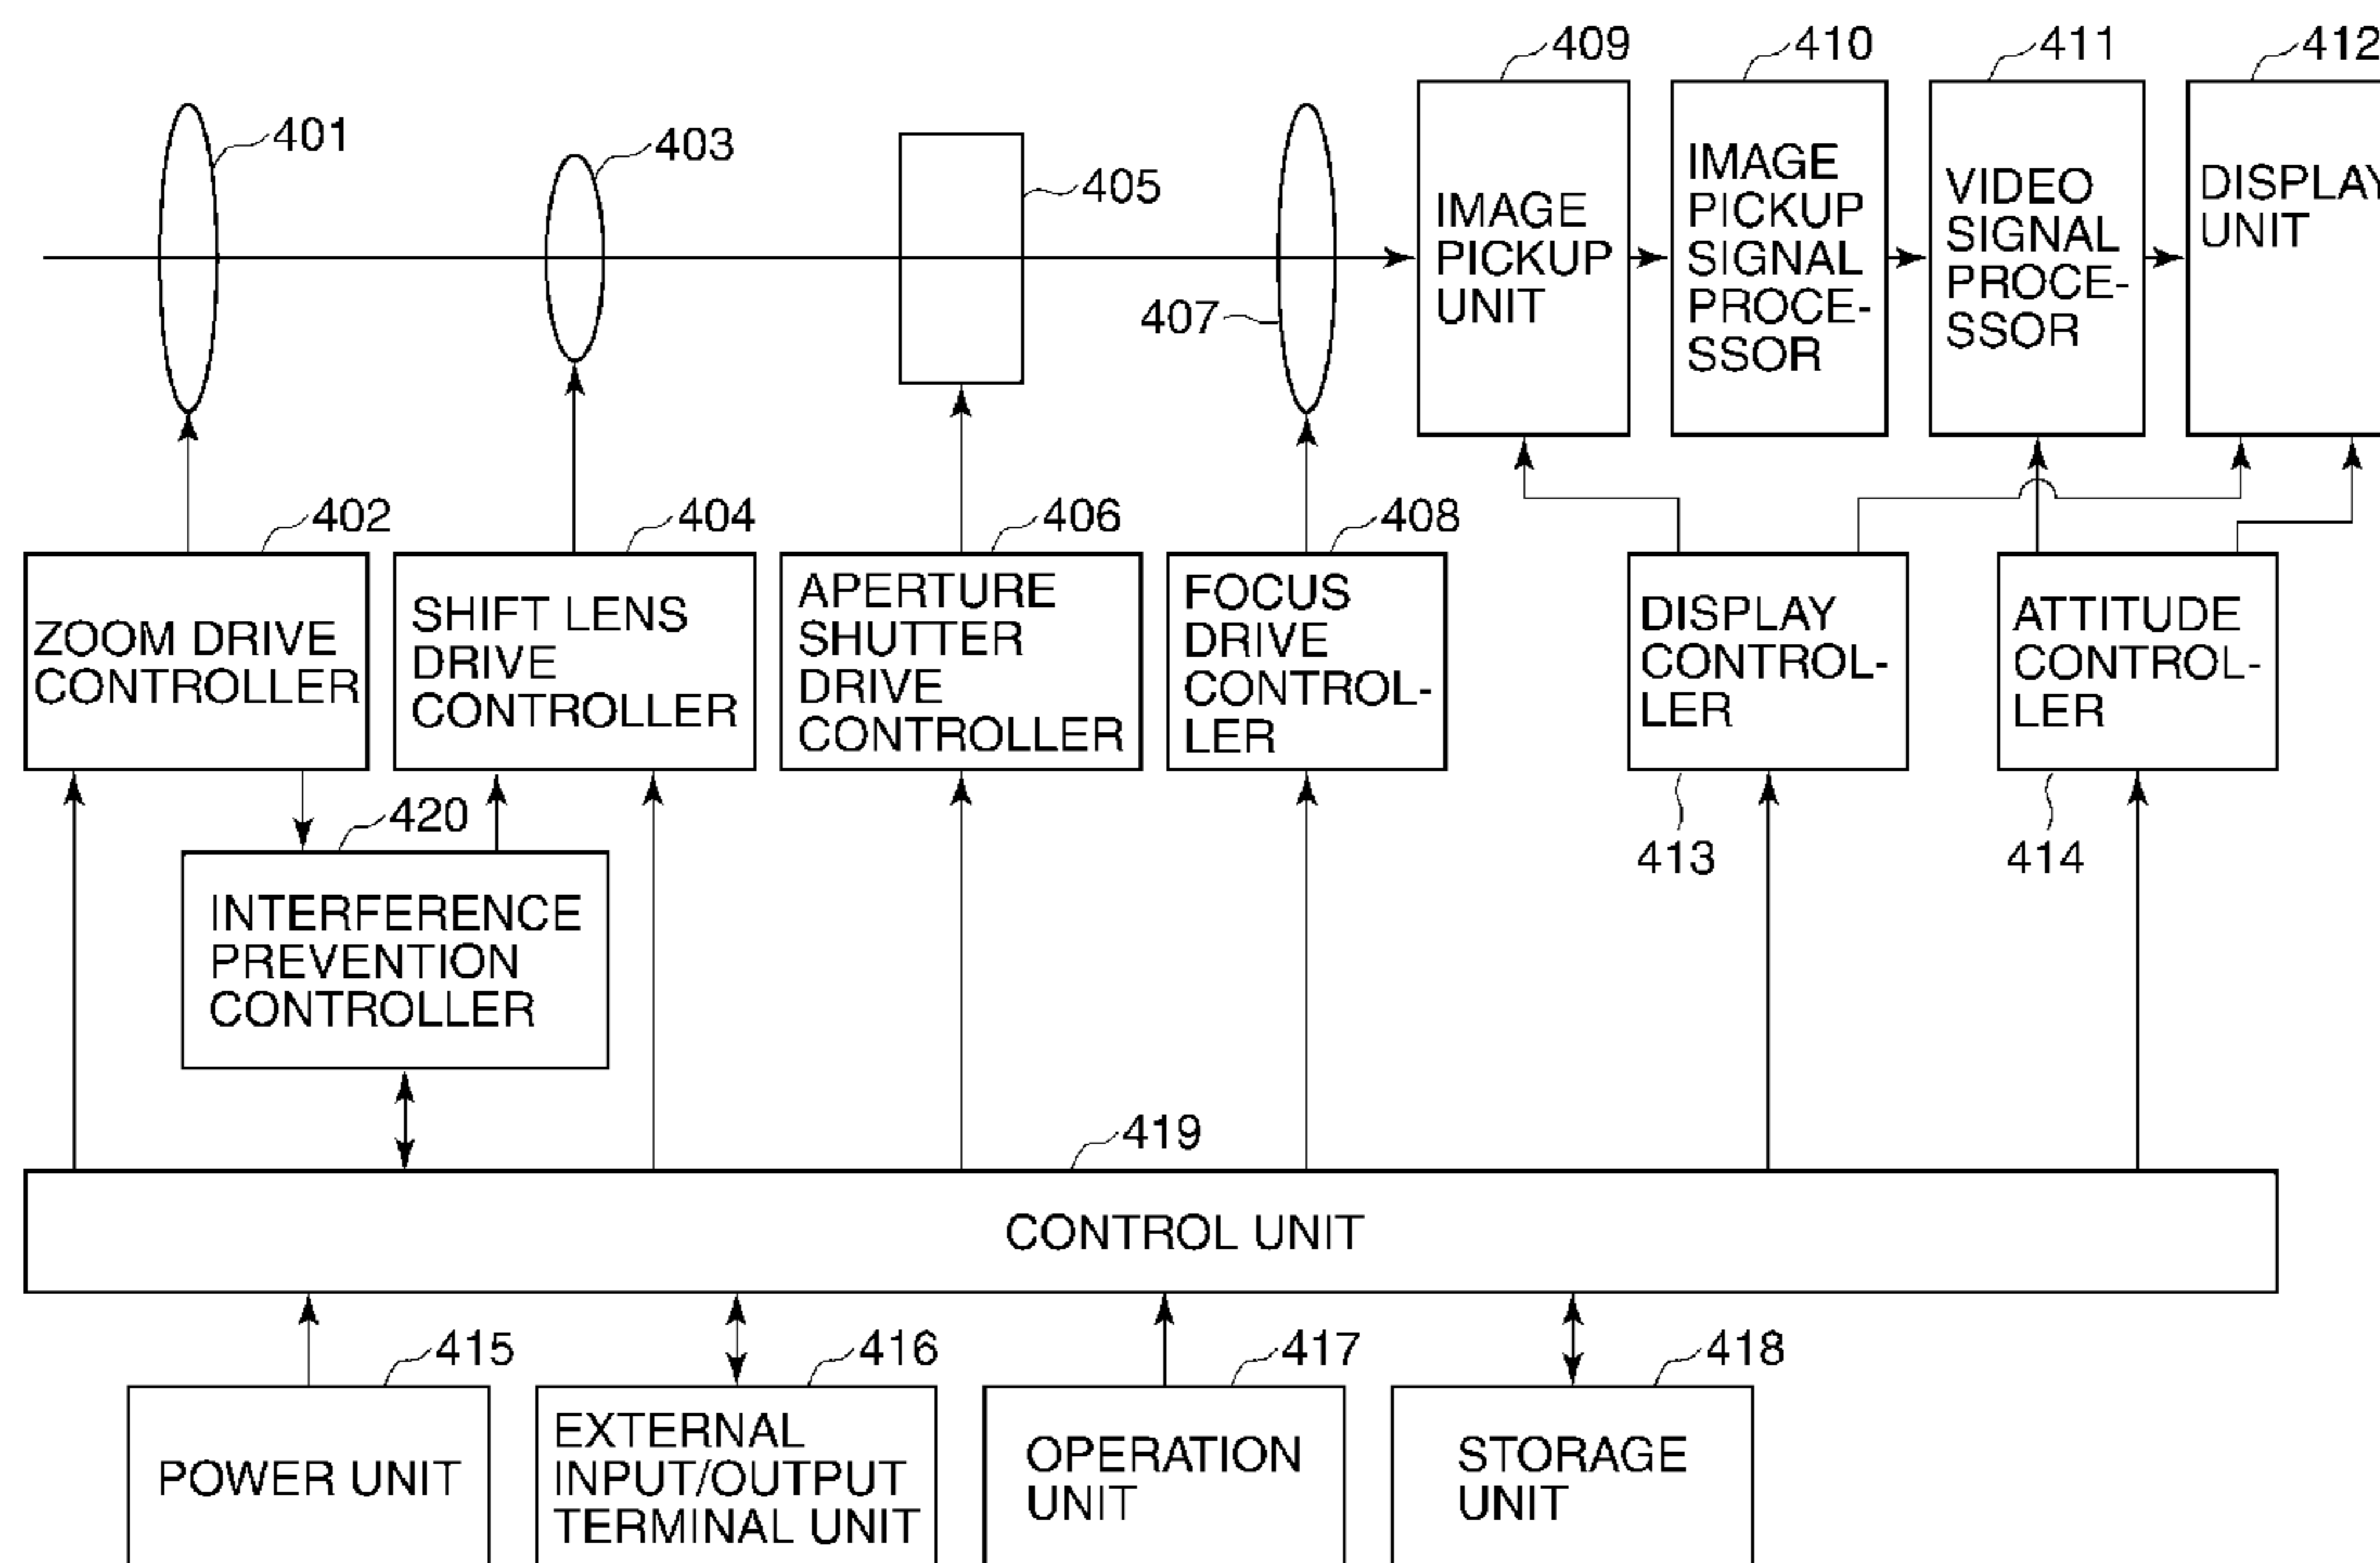 409
410
411
412
401
403
405
407
IMAGE
PICKUP
UNIT
IMAGE
PICKUP
SIGNAL
PROCE-
SSOR
VIDEO
SIGNAL
PROCE-
SSOR
DISPLAY
UNIT
402
404
406
408
ZOOM DRIVE
CONTROLLER
SHIFT LENS
DRIVE
CONTROLLER
APERTURE
SHUTTER
DRIVE
CONTROLLER
FOCUS
DRIVE
CONTROL-
LER
DISPLAY
CONTROL-
LER
ATTITUDE
CONTROL-
LER
420
413
414
INTERFERENCE
PREVENTION
CONTROLLER
419
CONTROL UNIT
415
416
417
418
POWER UNIT
EXTERNAL
INPUT/OUTPUT
TERMINAL UNIT
OPERATION
UNIT
STORAGE
UNIT